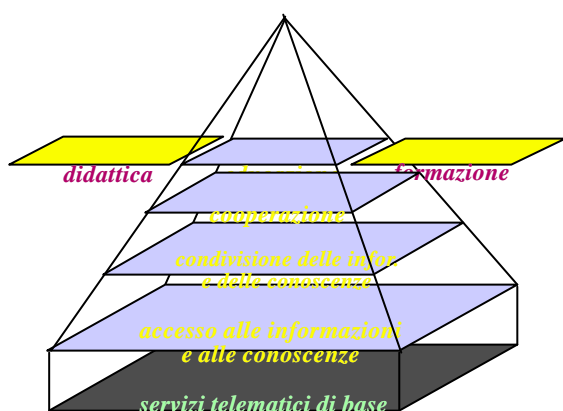 didattica
formazione
cooperazione
condivisione delle infor.
e delle conoscenze
accesso alle informazioni
e alle conoscenze
servizi telematici di base